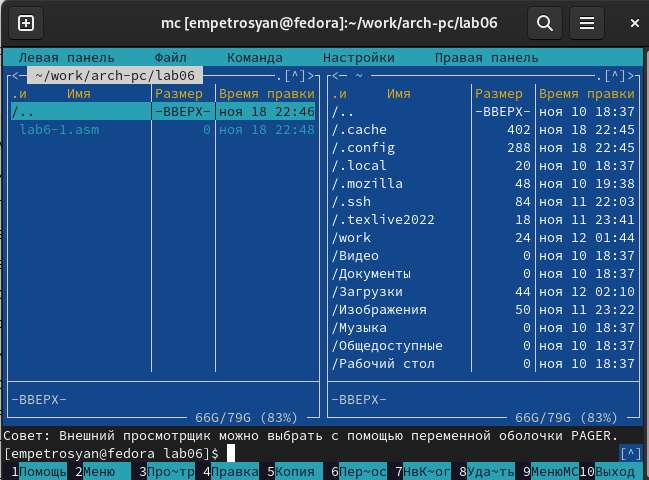 mc [empetrosyan@fedora]:~/work/arch-pc/lab06
Левая панель Файл Команда Настройки Правая панель
<— ~/work/arch-pc/lab06 .[^]> <— ~ .[^]>
.и Имя Размер Время правки .и Имя Размер Время правки
/.. -ВВЕРХ- ноя 18 22:46 /.. -ВВЕРХ- ноя 10 18:37
lab6-1.asm 0 ноя 18 22:48 /.cache 402 ноя 18 22:45
/.config 288 ноя 18 22:45
/.local 20 ноя 10 18:37
/.mozilla 48 ноя 10 19:38
/.ssh 84 ноя 11 22:03
/.texlive2022 18 ноя 11 23:41
/work 24 ноя 12 01:44
/Видео 0 ноя 10 18:37
/Документы 0 ноя 10 18:37
/Загрузки 44 ноя 12 02:10
/Изображения 50 ноя 11 23:22
/Музыка 0 ноя 10 18:37
/Общедоступные 0 ноя 10 18:37
/Рабочий стол 0 ноя 10 18:37
-ВВЕРХ- -ВВЕРХ-
66G/79G (83%) 66G/79G (83%)
Совет: Внешний просмотрщик можно выбрать с помощью переменной оболочки PAGER.
[empetrosyan@fedora lab06]$ [^]
1Помощь 2Меню 3Про~тр 4Правка 5Копия 6Пер~ос 7НвК~ог 8Уда~ть 9МенюMC 10Выход